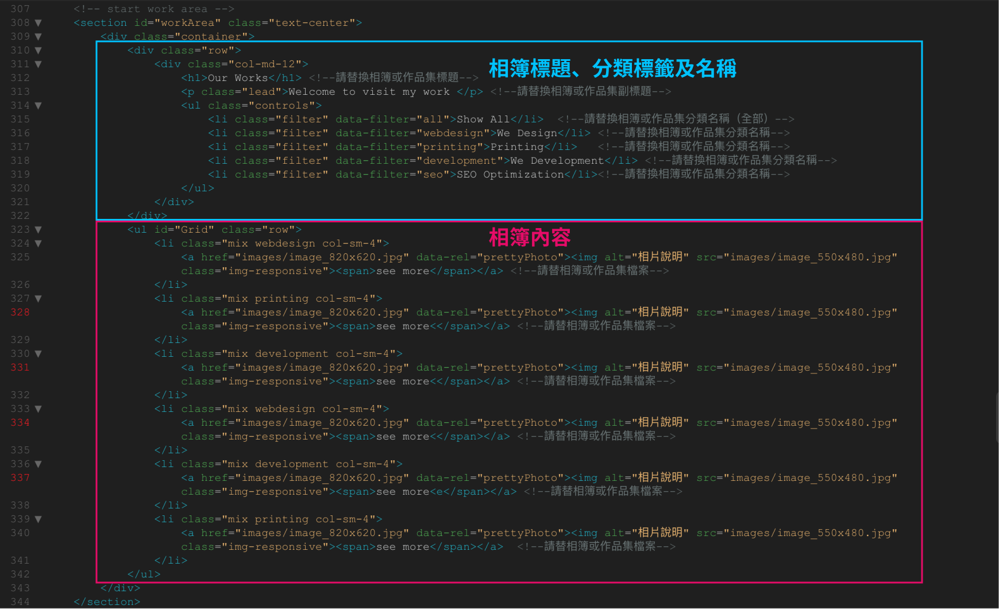 307 <!-- start work area -->
308 ▼ <section id="workArea" class="text-center">
309 ▼ <div class="container">
310 ▼ <div class="row">
311 ▼ <div class="col-md-12">
相簿標題、分類標籤及名稱
312 <h1>Our Works</h1> <!--請替換相簿或作品集標題-->
313 <p class="lead">Welcome to visit my work </p> <!--請替換相簿或作品集副標題-->
314 ▼ <ul class="controls">
315 <li class="filter" data-filter="all">Show All</li>  <!--請替換相簿或作品集分類名稱（全部）-->
316 <li class="filter" data-filter="webdesign">We Design</li> <!--請替換相簿或作品集分類名稱-->
317 <li class="filter" data-filter="printing">Printing</li>   <!--請替換相簿或作品集分類名稱-->
318 <li class="filter" data-filter="development">We Development</li> <!--請替換相簿或作品集分類名稱-->
319 <li class="filter" data-filter="seo">SEO Optimization</li><!--請替換相簿或作品集分類名稱-->
320 </ul>
321 </div>
322 </div>
323 ▼ <ul id="Grid" class="row">
相簿內容
324 ▼ <li class="mix webdesign col-sm-4">
325 <a href="images/image_820x620.jpg" data-rel="prettyPhoto"><img alt="相片說明" src="images/image_550x480.jpg"
class="img-responsive"><span>see more</span></a> <!--請替相簿或作品集檔案-->
326 </li>
327 ▼ <li class="mix printing col-sm-4">
328 <a href="images/image_820x620.jpg" data-rel="prettyPhoto"><img alt="相片說明" src="images/image_550x480.jpg"
class="img-responsive"><span>see more<</span></a> <!--請替相簿或作品集檔案-->
329 </li>
330 ▼ <li class="mix development col-sm-4">
331 <a href="images/image_820x620.jpg" data-rel="prettyPhoto"><img alt="相片說明" src="images/image_550x480.jpg"
class="img-responsive"><span>see more<</span></a> <!--請替相簿或作品集檔案-->
332 </li>
333 ▼ <li class="mix webdesign col-sm-4">
334 <a href="images/image_820x620.jpg" data-rel="prettyPhoto"><img alt="相片說明" src="images/image_550x480.jpg"
class="img-responsive"><span>see more<</span></a> <!--請替相簿或作品集檔案-->
335 </li>
336 ▼ <li class="mix development col-sm-4">
337 <a href="images/image_820x620.jpg" data-rel="prettyPhoto"><img alt="相片說明" src="images/image_550x480.jpg"
class="img-responsive"><span>see more<e</span></a> <!--請替相簿或作品集檔案-->
338 </li>
339 ▼ <li class="mix printing col-sm-4">
340 <a href="images/image_820x620.jpg" data-rel="prettyPhoto"><img alt="相片說明" src="images/image_550x480.jpg"
class="img-responsive"><span>see more</span></a>  <!--請替相簿或作品集檔案-->
341 </li>
342 </ul>
343 </div>
344 </section>